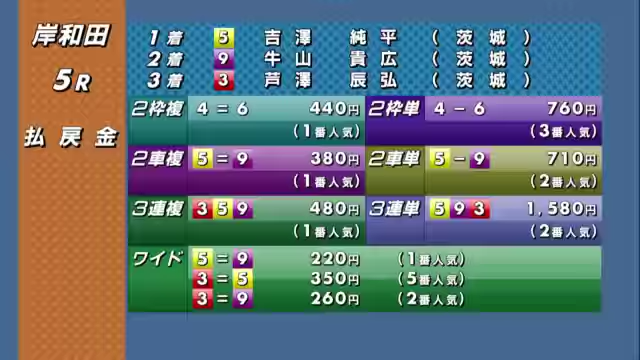 岸和田
5R
払戻金
1着 5 吉澤 純平 (茨城)
2着 9 牛山 貴広 (茨城)
3着 3 芦澤 辰弘 (茨城)
2枠複 4=6 440円 (1番人気)
2枠単 4-6 760円 (3番人気)
2車複 5=9 380円 (1番人気)
2車単 5-9 710円 (2番人気)
3連複 3 5 9 480円 (1番人気)
3連単 5 9 3 1,580円 (2番人気)
ワイド 5=9 220円 (1番人気)
3=5 350円 (5番人気)
3=9 260円 (2番人気)